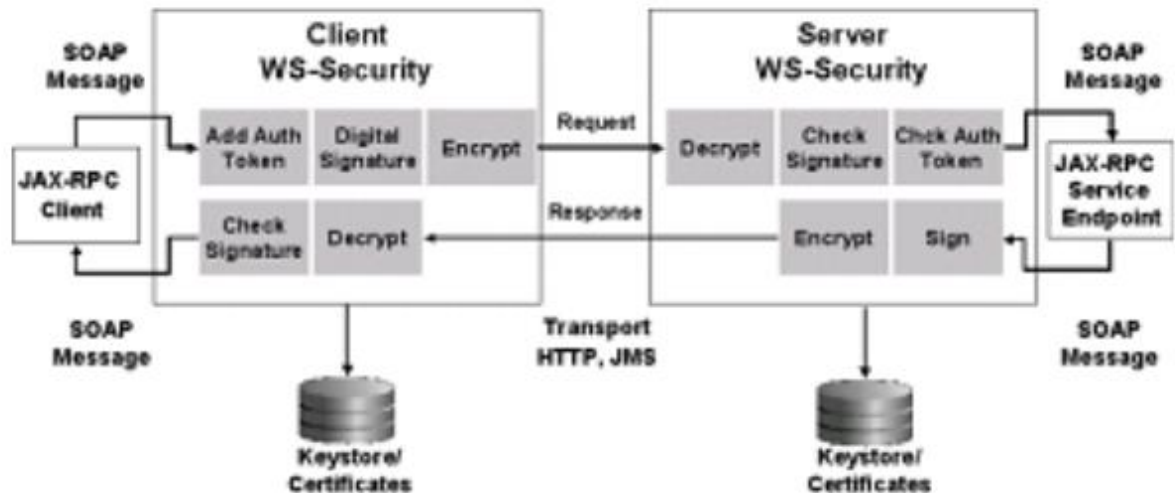 Client
WS-Security
Server
WS-Security
SOAP
Message
SOAP
Message
Add Auth
Token
Digital
Signature
Encrypt
Request
Decrypt
Check
Signature
Chck Auth
Token
JAX-RPC
Client
JAX-RPC
Service
Endpoint
Check
Signature
Decrypt
Response
Encrypt
Sign
SOAP
Message
Transport
HTTP, JMS
SOAP
Message
Keystore/
Certificates
Keystore/
Certificates